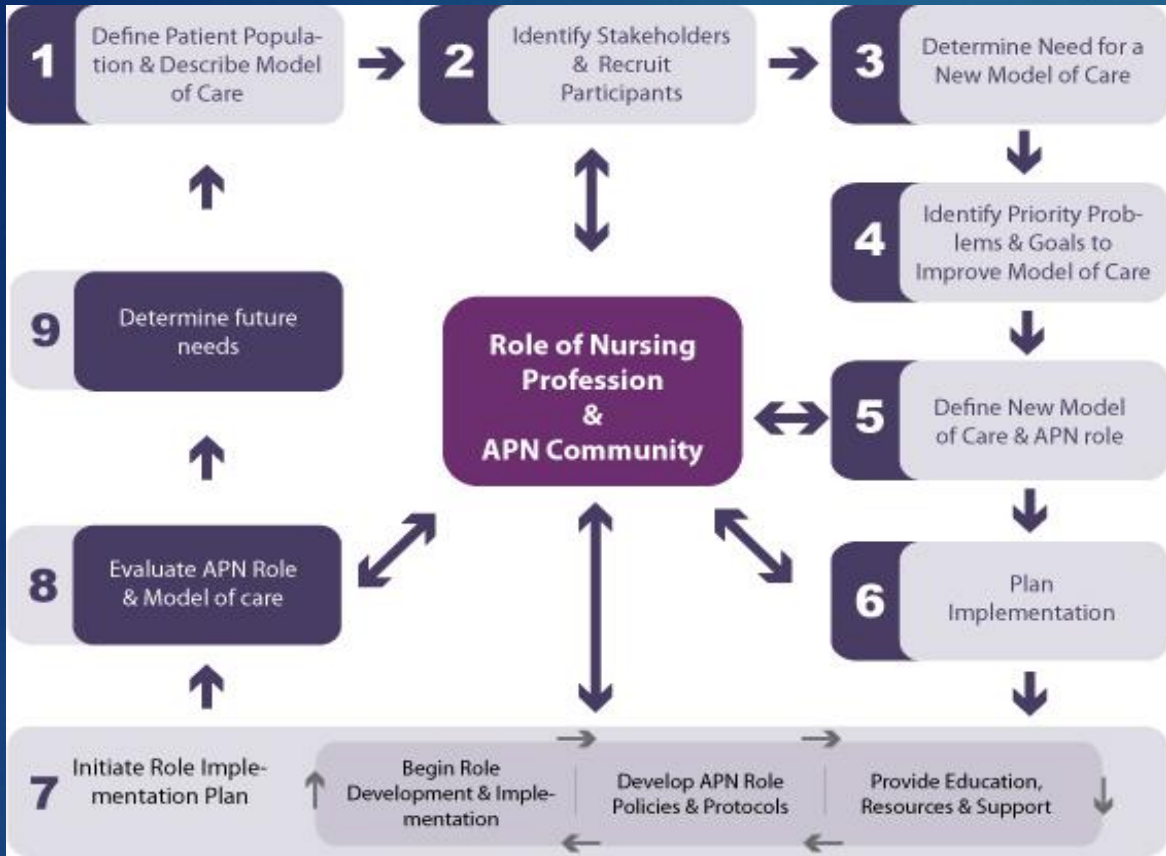 1
Define Patient Popula-
tion & Describe Model
of Care
2
Identify Stakeholders
& Recruit
Participants
3
Determine Need for a
New Model of Care
4
Identify Priority Prob-
lems & Goals to
Improve Model of Care
5
Define New Model
of Care & APN role
6
Plan
Implementation
7
Initiate Role Imple-
mentation Plan
Begin Role
Development & Imple-
mentation
Develop APN Role
Policies & Protocols
Provide Education,
Resources & Support
8
Evaluate APN Role
& Model of care
9
Determine future
needs
Role of Nursing
Profession
&
APN Community